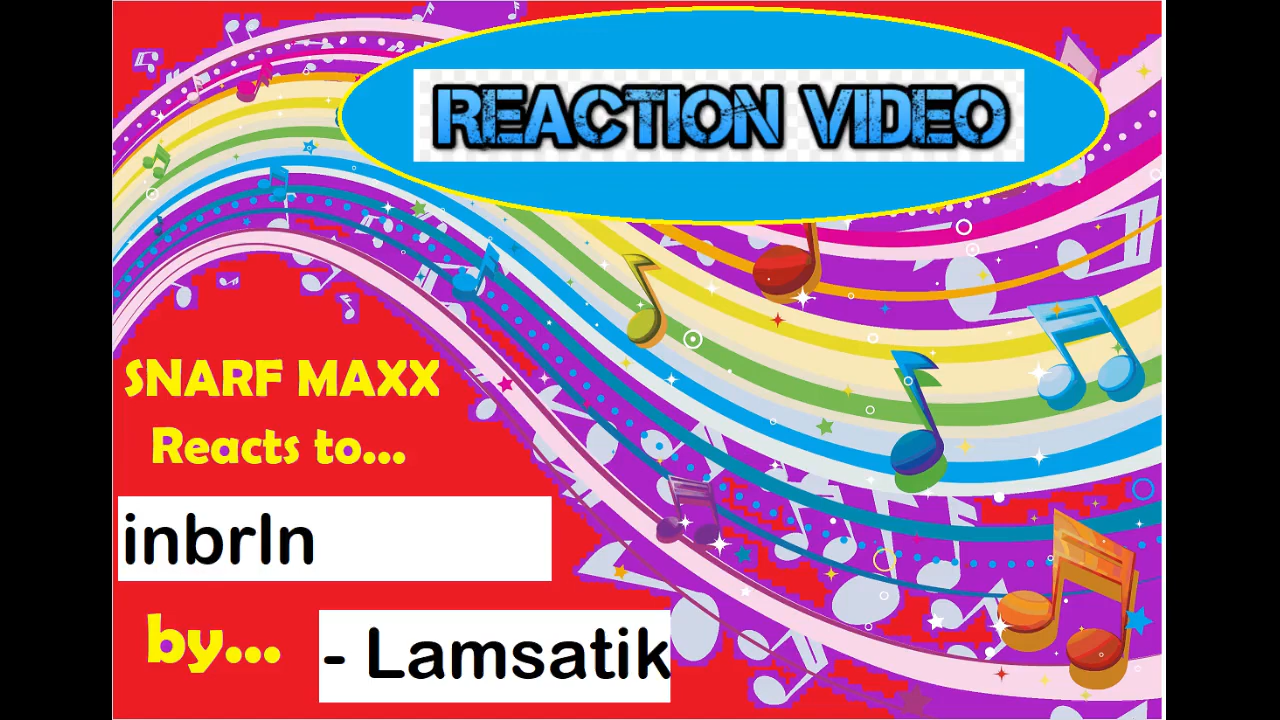 REACTION VIDEO
SNARF MAXX
Reacts to...
inbrln
by...
- Lamsatik